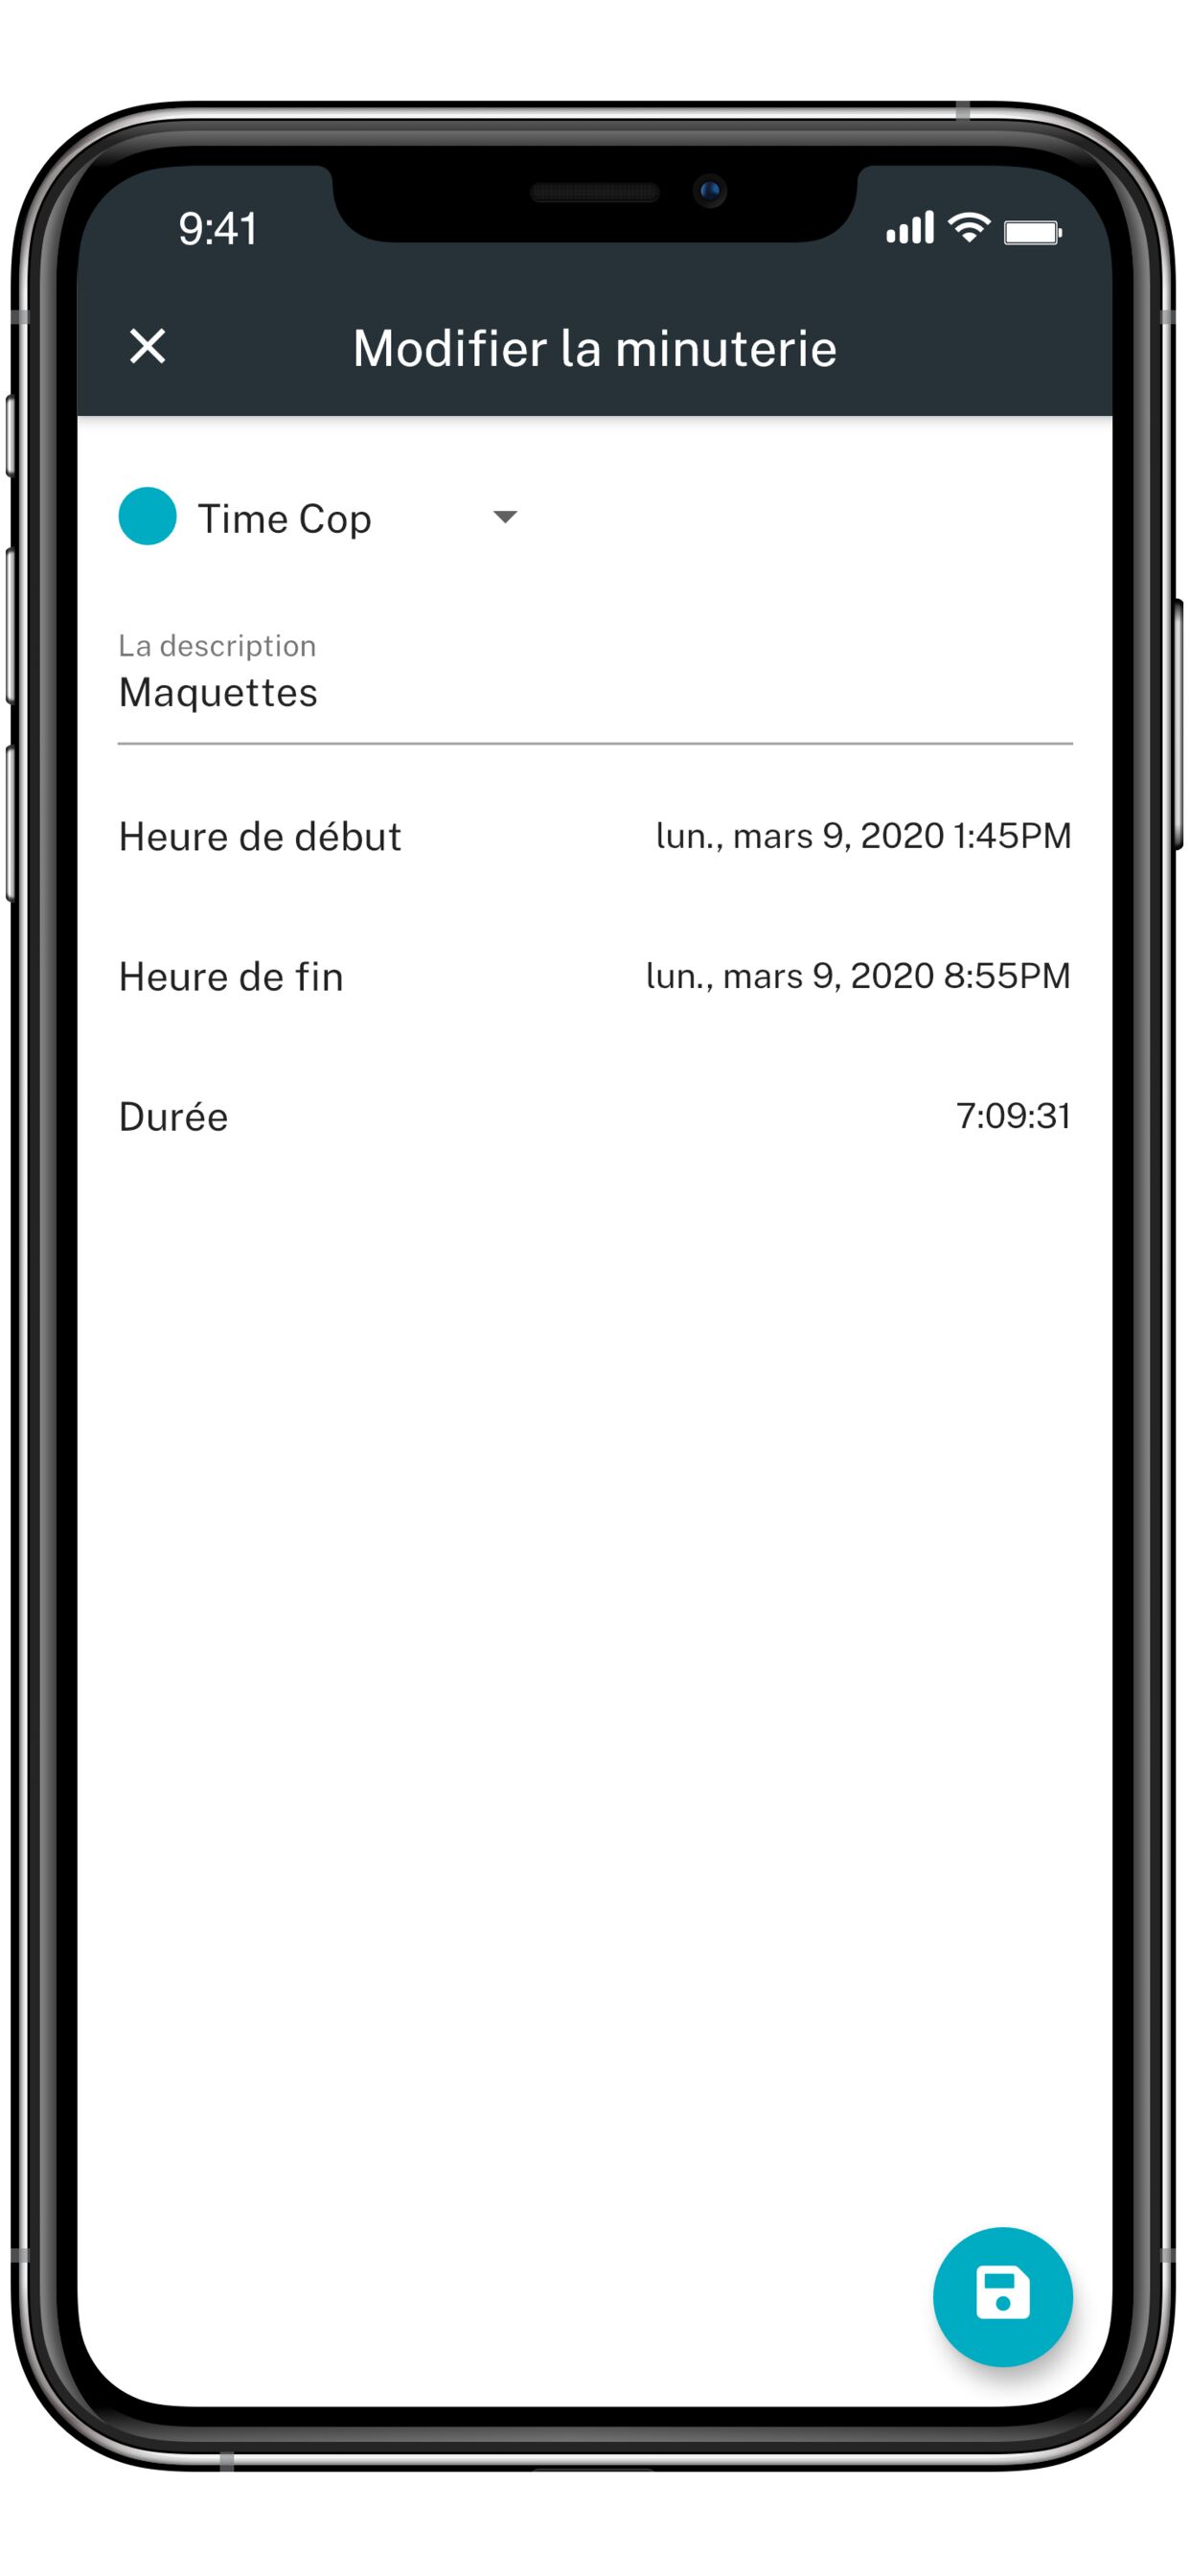 9:41
Modifier la minuterie
Time Cop
La description
Maquettes
Heure de début lun., mars 9, 2020 1:45PM
Heure de fin lun., mars 9, 2020 8:55PM
Durée 7:09:31